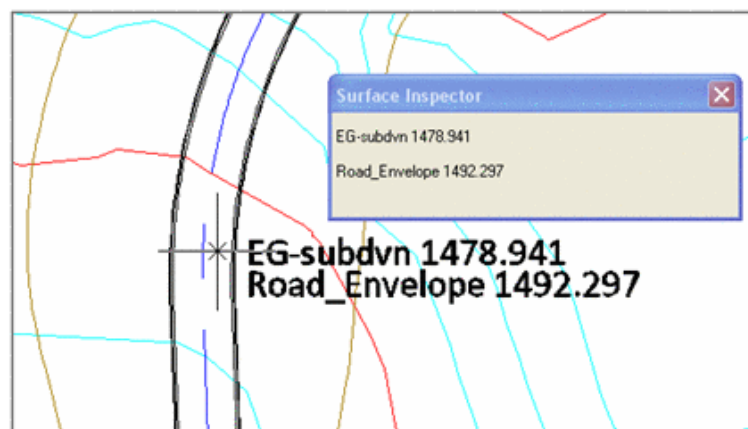 Surface Inspector
EG-subdvn 1478.941
Road_Envelope 1492.297
EG-subdvn 1478.941
Road_Envelope 1492.297